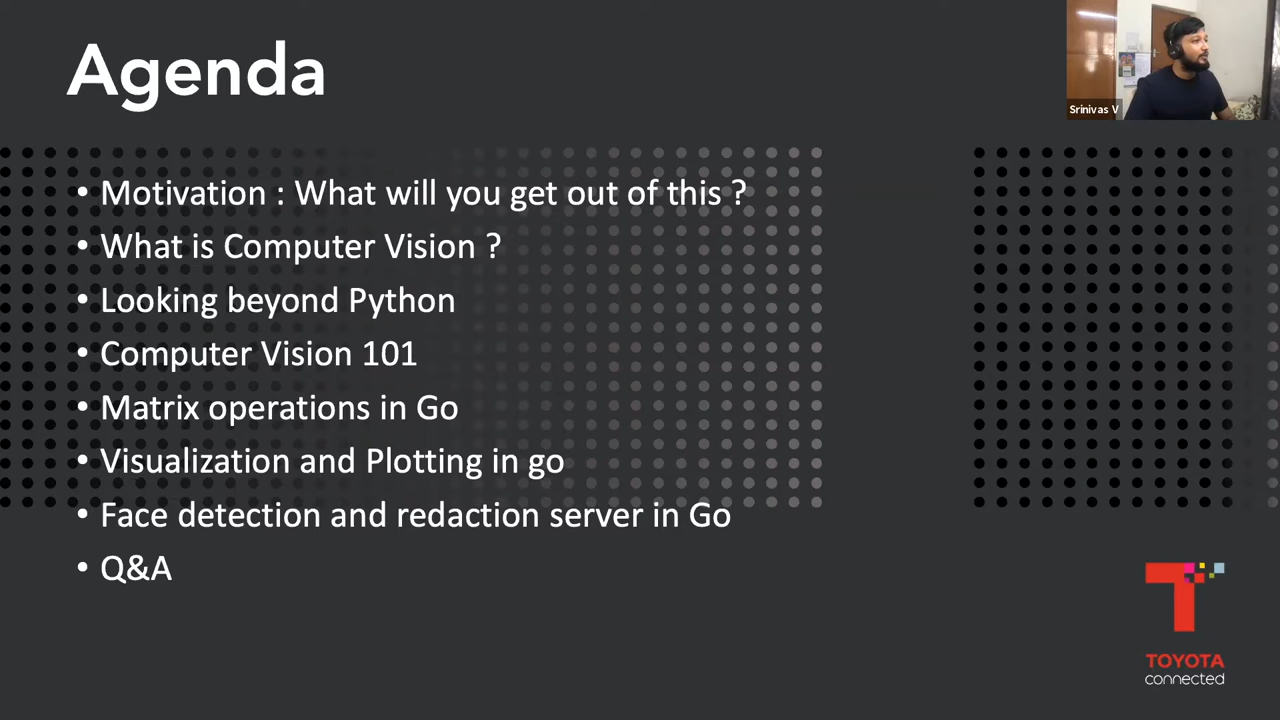 Agenda
Srinivas V
• Motivation : What will you get out of this ?
• What is Computer Vision ?
• Looking beyond Python
• Computer Vision 101
• Matrix operations in Go
• Visualization and Plotting in go
• Face detection and redaction server in Go
• Q&A
TOYOTA
connected